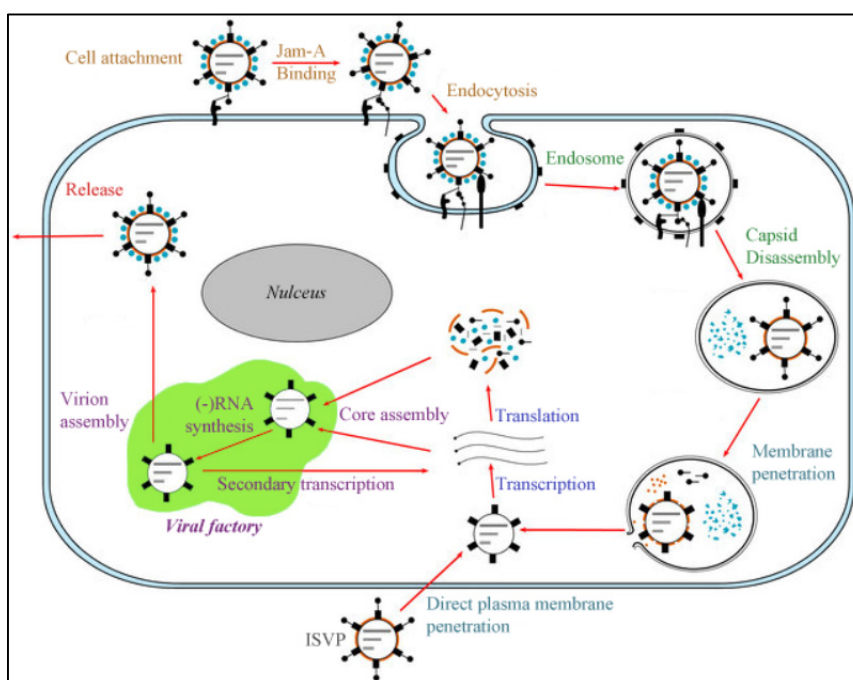 Cell attachment
Jam-A
Binding
Endocytosis
Endosome
Release
Capsid
Disassembly
Nulceus
Virion
assembly
(-)RNA
synthesis
Core assembly
Translation
Membrane
penetration
Secondary transcription
Transcription
Viral factory
Direct plasma membrane
penetration
ISVP